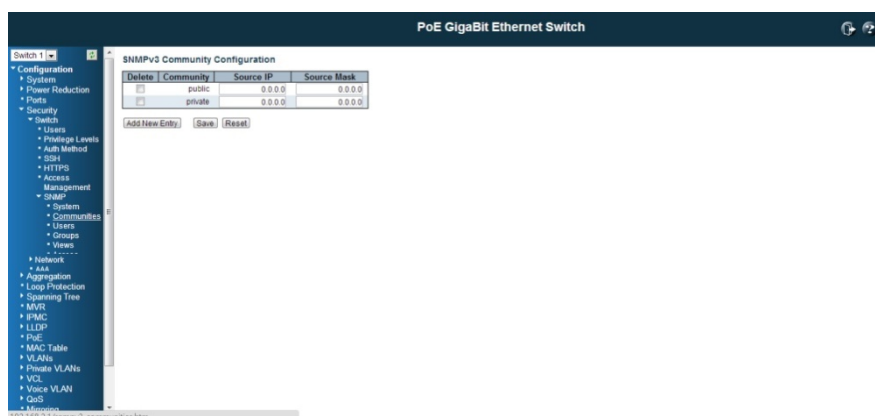 PoE GigaBit Ethernet Switch
Switch 1
Configuration
System
Power Reduction
Ports
Security
Switch
Users
Privilege Levels
Auth Method
SSH
HTTPS
Access
Management
SNMP
System
Communities
Users
Groups
Views
Network
AAA
Aggregation
Loop Protection
Spanning Tree
MVR
IPMC
LLDP
PoE
MAC Table
VLANs
Private VLANs
VCL
Voice VLAN
QoS
Mirroring
SNMPv3 Community Configuration
Delete Community Source IP Source Mask
public 0.0.0.0 0.0.0.0
private 0.0.0.0 0.0.0.0
Add New Entry Save Reset